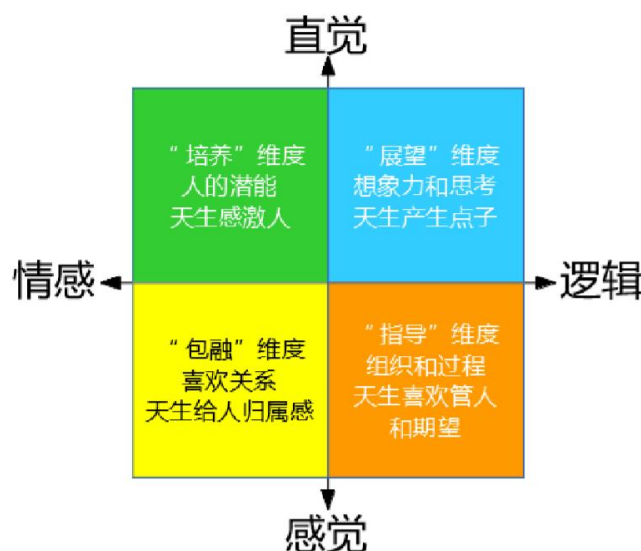 直觉
“培养”维度
人的潜能
天生感激人
“展望”维度
想象力和思考
天生产生点子
情感
逻辑
“包融”维度
喜欢关系
天生给人归属感
“指导”维度
组织和过程
天生喜欢管人
和期望
感觉